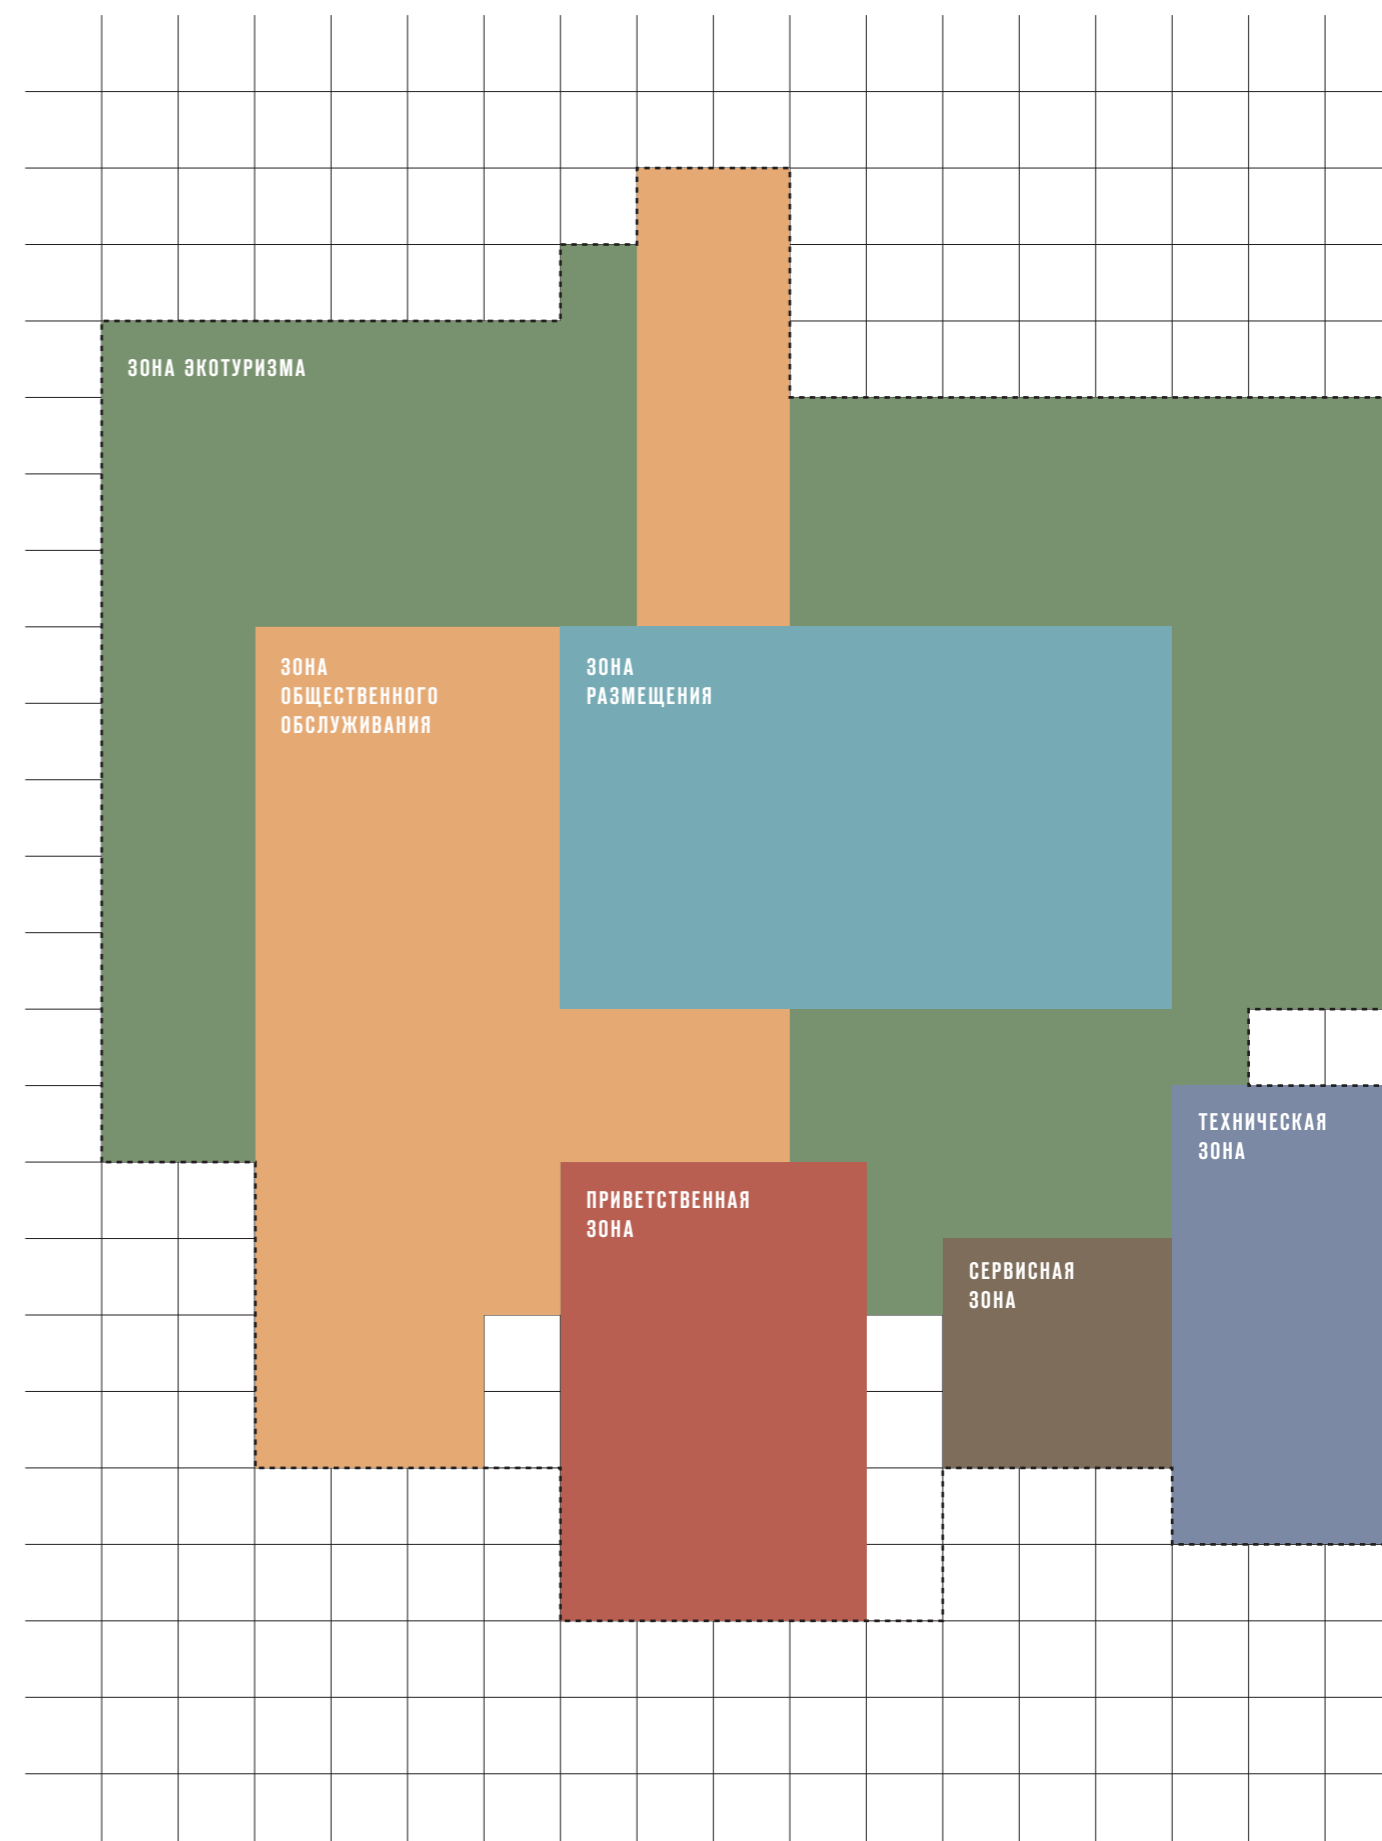 ЗОНА ЭКОТУРИЗМА
ЗОНА
ОБЩЕСТВЕННОГО
ОБСЛУЖИВАНИЯ
ЗОНА
РАЗМЕЩЕНИЯ
ТЕХНИЧЕСКАЯ
ЗОНА
ПРИВЕТСТВЕННАЯ
ЗОНА
СЕРВИСНАЯ
ЗОНА